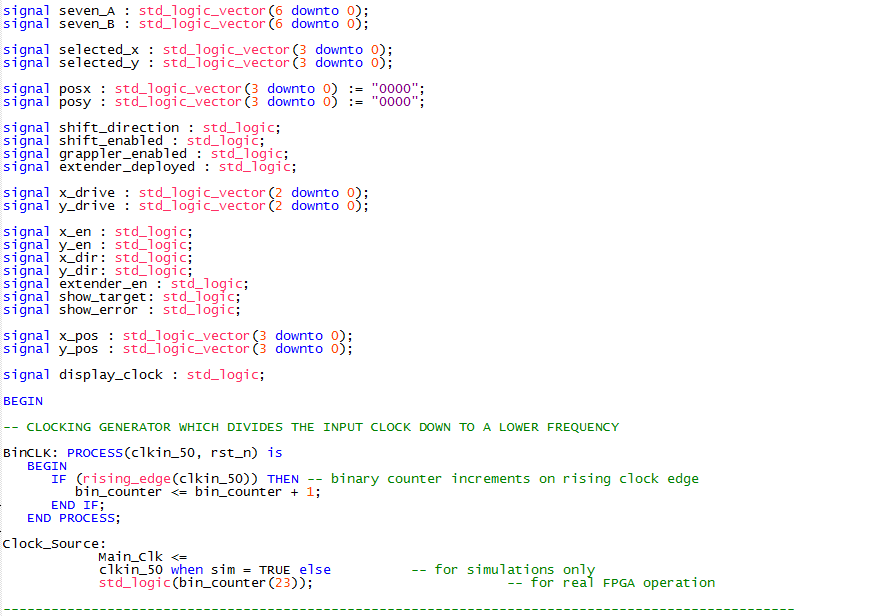 signal seven_A : std_logic_vector(6 downto 0);
signal seven_B : std_logic_vector(6 downto 0);
signal selected_x : std_logic_vector(3 downto 0);
signal selected_y : std_logic_vector(3 downto 0);
signal posx : std_logic_vector(3 downto 0) := "0000";
signal posy : std_logic_vector(3 downto 0) := "0000";
signal shift_direction : std_logic;
signal shift_enabled : std_logic;
signal grappler_enabled : std_logic;
signal extender_deployed : std_logic;
signal x_drive : std_logic_vector(2 downto 0);
signal y_drive : std_logic_vector(2 downto 0);
signal x_en : std_logic;
signal y_en : std_logic;
signal x_dir: std_logic;
signal y_dir: std_logic;
signal extender_en : std_logic;
signal show_target: std_logic;
signal show_error : std_logic;
signal x_pos : std_logic_vector(3 downto 0);
signal y_pos : std_logic_vector(3 downto 0);
signal display_clock : std_logic;
BEGIN
-- CLOCKING GENERATOR WHICH DIVIDES THE INPUT CLOCK DOWN TO A LOWER FREQUENCY
BinCLK: PROCESS(clkin_50, rst_n) is
BEGIN
IF (rising_edge(clkin_50)) THEN -- binary counter increments on rising clock edge
bin_counter <= bin_counter + 1;
END IF;
END PROCESS;
Clock_Source:
Main_Clk <=
clkin_50 when sim = TRUE else -- for simulations only
std_logic(bin_counter(23)); -- for real FPGA operation
---------------------------------------------------------------------------------------------------